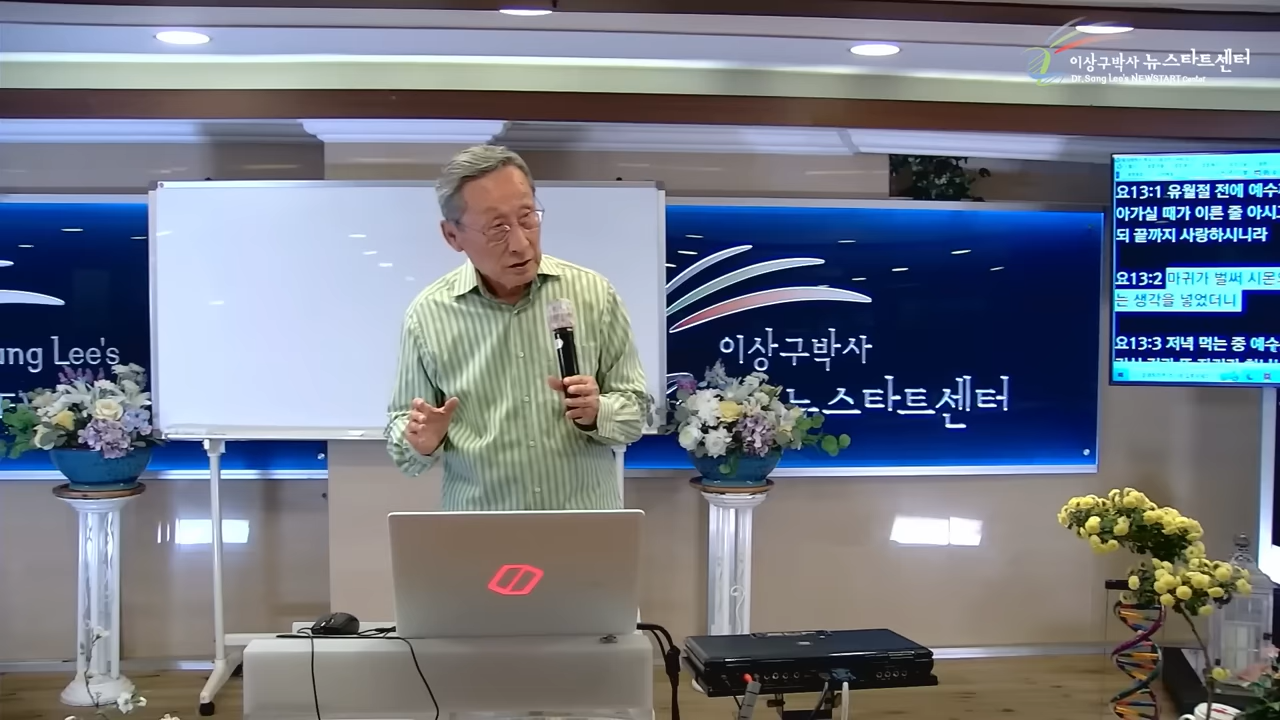 이상구박사 뉴스타트센터
Dr.Sang Lee's NEWSTART Center
요13:1 유월절 전에 예수
아가실 때가 이른 줄 아시
되 끝까지 사랑하시니라
요13:2 마귀가 벌써 시몬
는 생각을 넣었더니
요13:3 저녁 먹는 중 예수
ung Lee's
이상구박사
뉴스타트센터